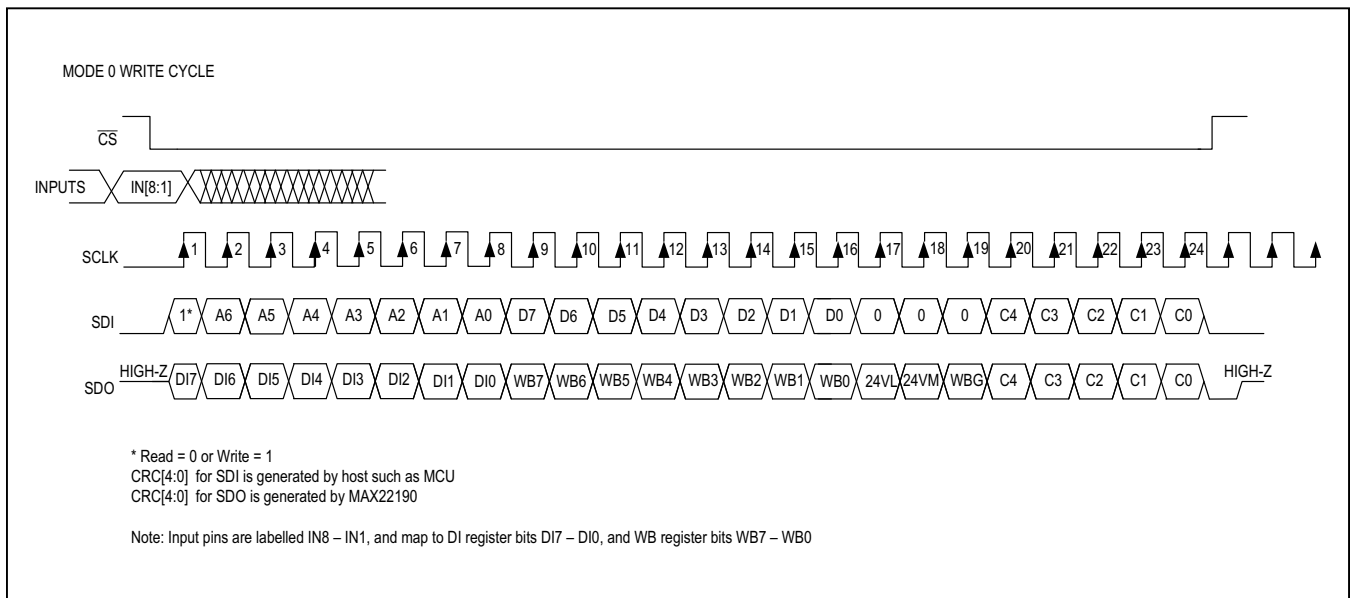 MODE 0 WRITE CYCLE
CS
INPUTS IN[8:1]
SCLK 1 2 3 4 5 6 7 8 9 10 11 12 13 14 15 16 17 18 19 20 21 22 23 24
SDI 1* A6 A5 A4 A3 A2 A1 A0 D7 D6 D5 D4 D3 D2 D1 D0 0 0 0 C4 C3 C2 C1 C0
SDO HIGH-Z DI7 DI6 DI5 DI4 DI3 DI2 DI1 DI0 WB7 WB6 WB5 WB4 WB3 WB2 WB1 WB0 24VL 24VM WBG C4 C3 C2 C1 C0 HIGH-Z
* Read = 0 or Write = 1
CRC[4:0] for SDI is generated by host such as MCU
CRC[4:0] for SDO is generated by MAX22190
Note: Input pins are labelled IN8 – IN1, and map to DI register bits DI7 – DI0, and WB register bits WB7 – WB0